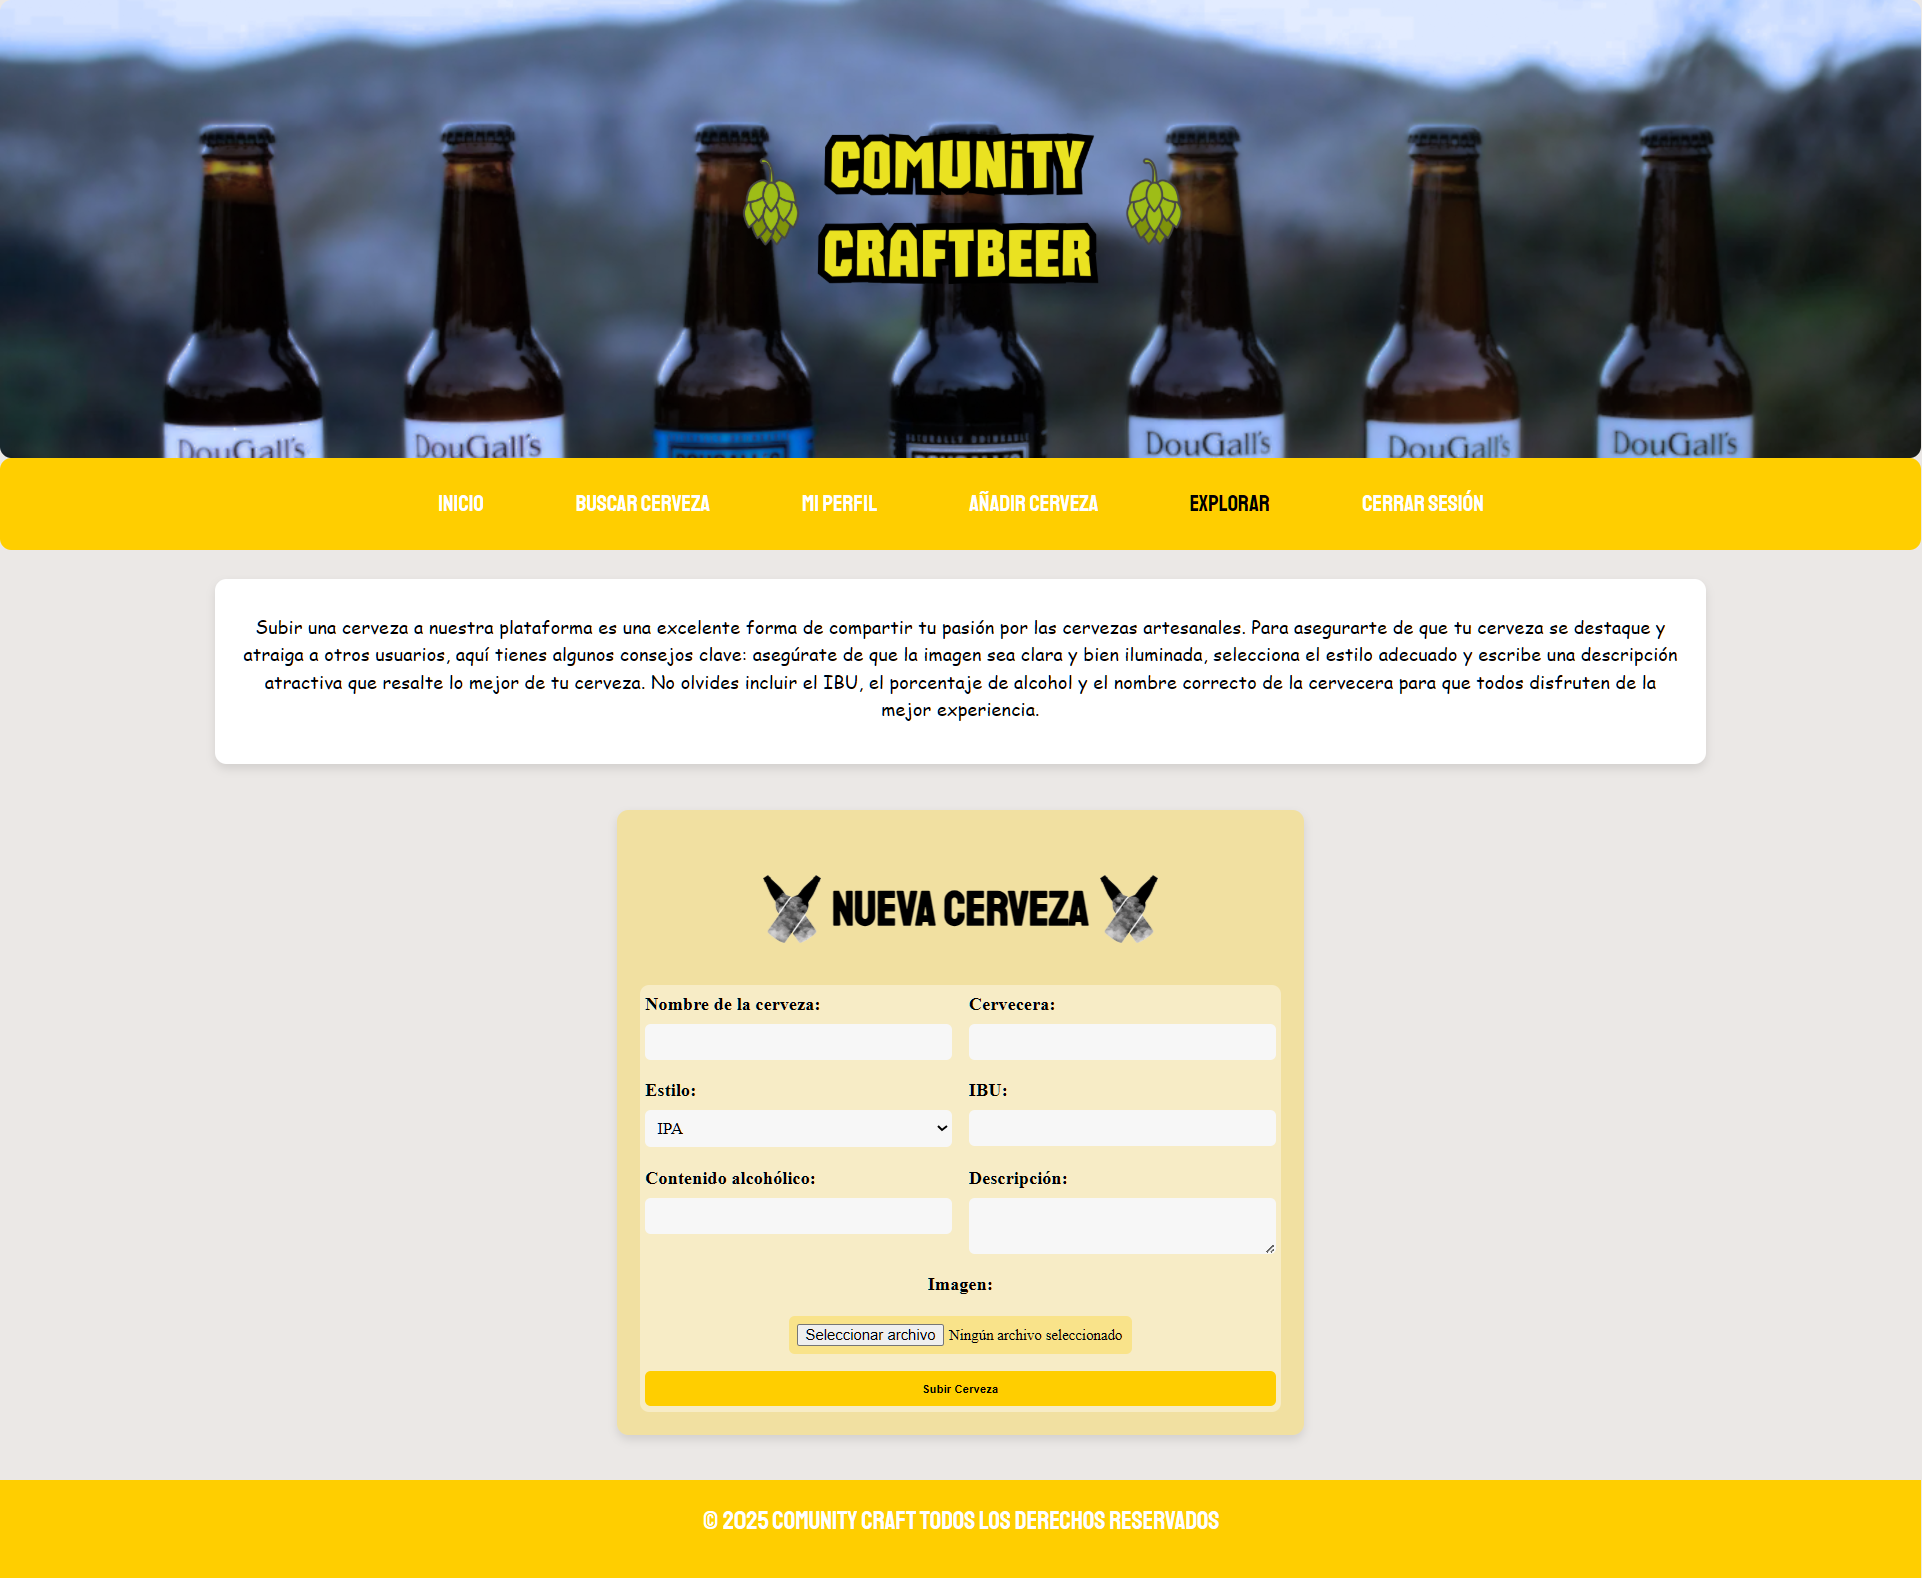 COMUNiTY
CRAFTBEER
DouGall's DouGall's NATURALLY DRINKABLE DouGall's DouGall's DouGall's
INICIO BUSCAR CERVEZA MI PERFIL AÑADIR CERVEZA EXPLORAR CERRAR SESIÓN
Subir una cerveza a nuestra plataforma es una excelente forma de compartir tu pasión por las cervezas artesanales. Para asegurarte de que tu cerveza se destaque y
atraiga a otros usuarios, aquí tienes algunos consejos clave: asegúrate de que la imagen sea clara y bien iluminada, selecciona el estilo adecuado y escribe una descripción
atractiva que resalte lo mejor de tu cerveza. No olvides incluir el IBU, el porcentaje de alcohol y el nombre correcto de la cervecera para que todos disfruten de la
mejor experiencia.
NUEVA CERVEZA
Nombre de la cerveza: Cervecera:
Estilo: IBU:
IPA
Contenido alcohólico: Descripción:
Imagen:
Seleccionar archivo Ningún archivo seleccionado
Subir Cerveza
© 2025 COMUNITY CRAFT TODOS LOS DERECHOS RESERVADOS